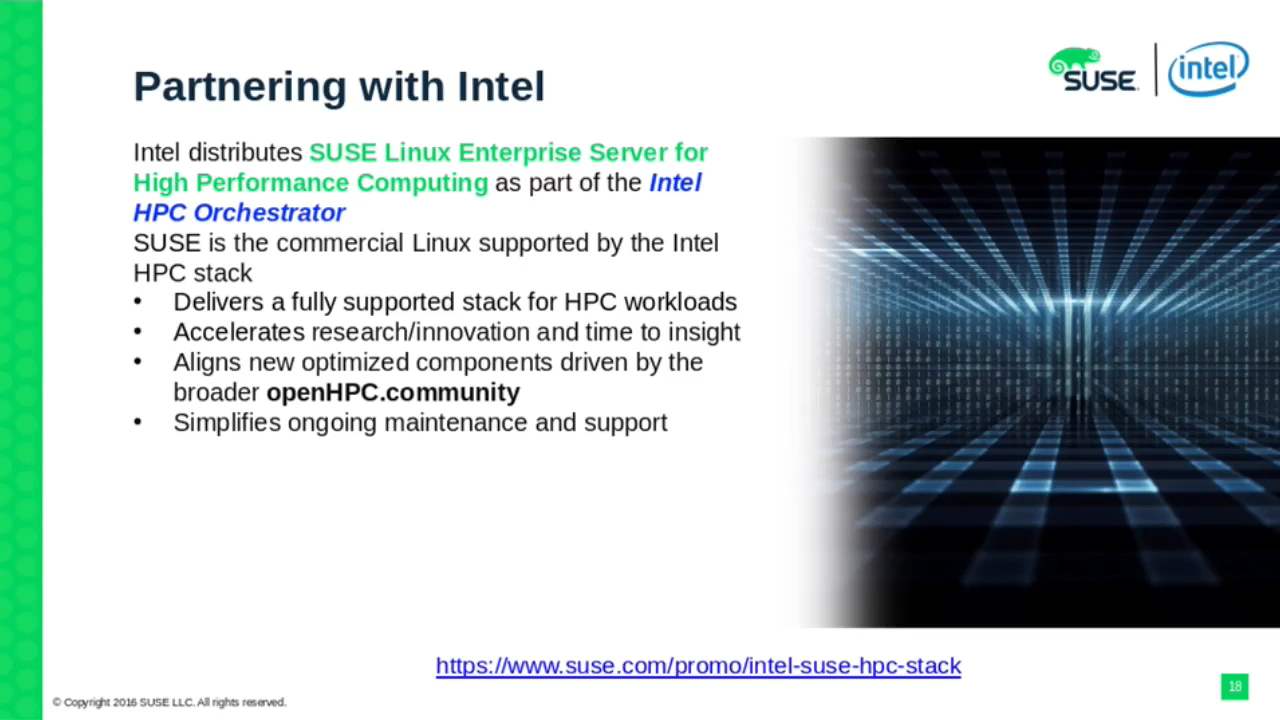 Partnering with Intel
SUSE
intel
Intel distributes SUSE Linux Enterprise Server for
High Performance Computing as part of the Intel
HPC Orchestrator
SUSE is the commercial Linux supported by the Intel
HPC stack
• Delivers a fully supported stack for HPC workloads
• Accelerates research/innovation and time to insight
• Aligns new optimized components driven by the
broader openHPC.community
• Simplifies ongoing maintenance and support
https://www.suse.com/promo/intel-suse-hpc-stack
© Copyright 2016 SUSE LLC. All rights reserved.
18